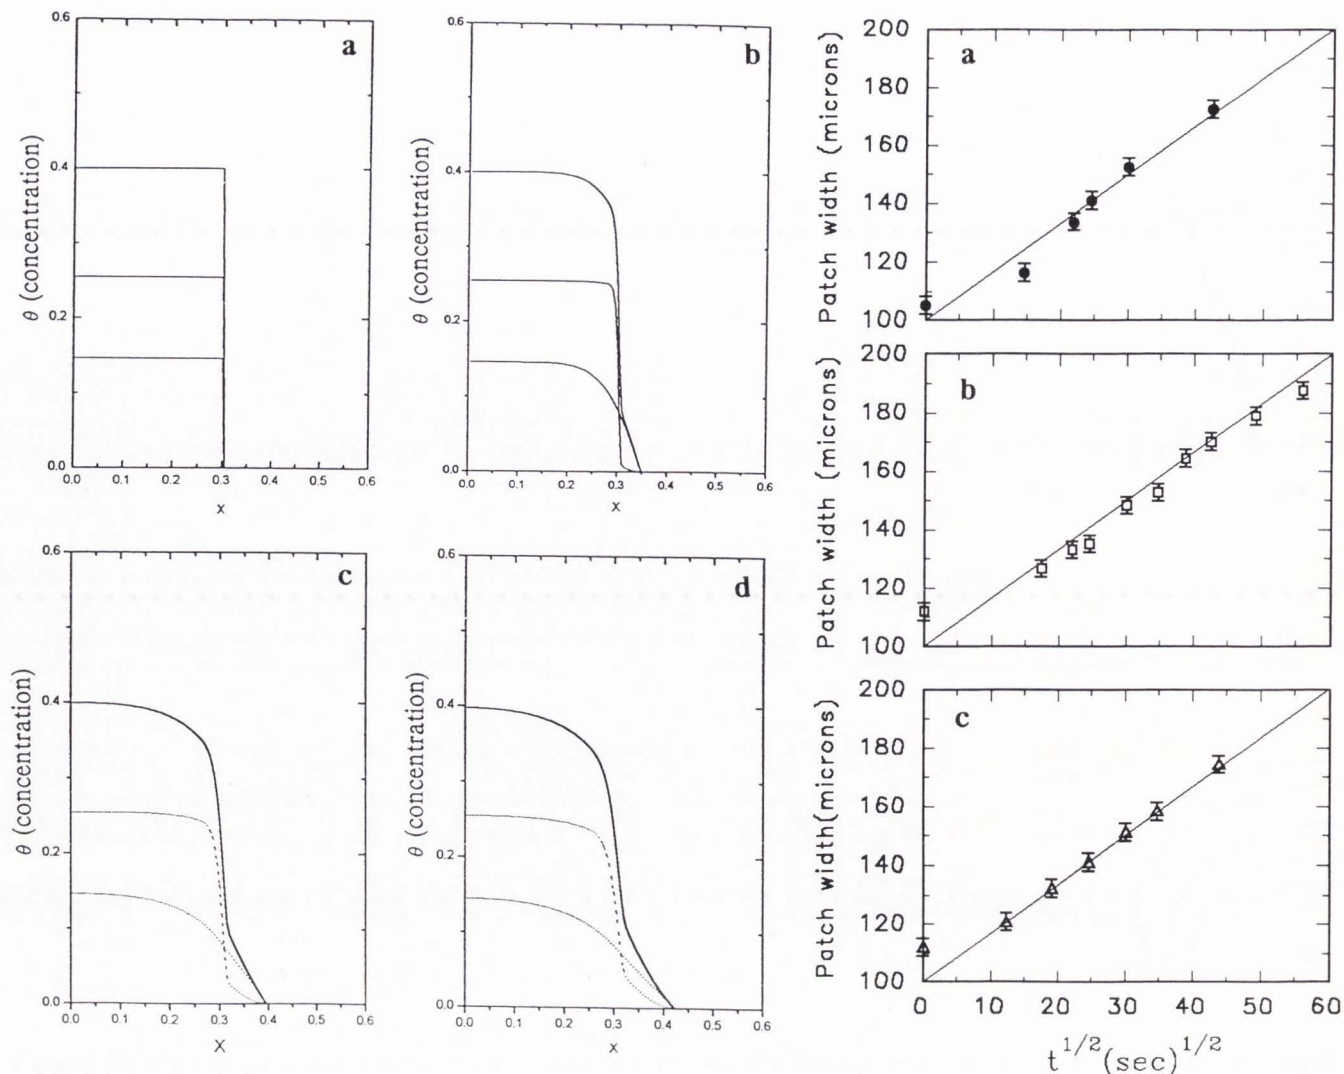 a
θ (concentration)
0.6
0.4
0.2
0.0
0.0 0.1 0.2 0.3 0.4 0.5 0.6
x
b
θ (concentration)
0.6
0.4
0.2
0.0
0.0 0.1 0.2 0.3 0.4 0.5 0.6
x
c
θ (concentration)
0.6
0.4
0.2
0.0
0.0 0.1 0.2 0.3 0.4 0.5 0.6
x
d
θ (concentration)
0.6
0.4
0.2
0.0
0.0 0.1 0.2 0.3 0.4 0.5 0.6
x
a
Patch width (microns)
200
180
160
140
120
100
b
Patch width (microns)
200
180
160
140
120
100
c
Patch width(microns)
200
180
160
140
120
100
0 10 20 30 40 50 60
t^1/2(sec)^1/2